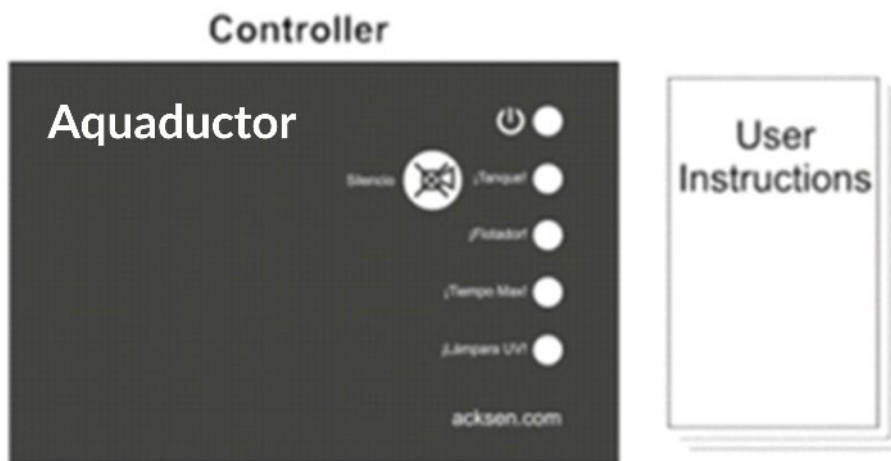 Controller
Aquaductor
Silencio
¡Tanque!
¡Flotador!
¡Tiempo Max!
¡Lámpara UV!
acksen.com
User
Instructions